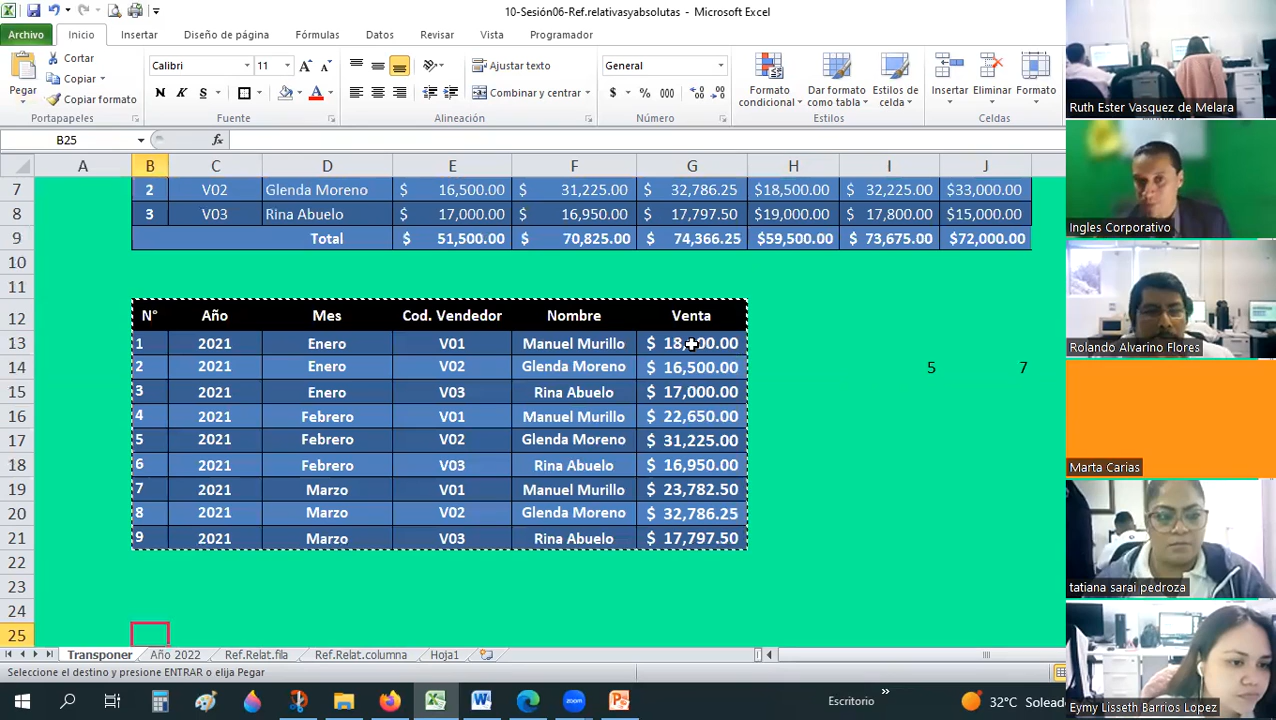 10-Sesión06-Ref.relativasyabsolutas - Microsoft Excel
Archivo Inicio Insertar Diseño de página Fórmulas Datos Revisar Vista Programador
Pegar Cortar Copiar Copiar formato
Portapapeles
Calibri 11
N K S
Fuente
Ajustar texto
Combinar y centrar
Alineación
General
$ % 000
Número
Formato condicional Dar formato como tabla Estilos de celda
Estilos
Insertar Eliminar Formato
Celdas
B25 fx
A B C D E F G H I J
7 2 V02 Glenda Moreno $ 16,500.00 $ 31,225.00 $ 32,786.25 $18,500.00 $ 32,225.00 $33,000.00
8 3 V03 Rina Abuelo $ 17,000.00 $ 16,950.00 $ 17,797.50 $19,000.00 $ 17,800.00 $15,000.00
9 Total $ 51,500.00 $ 70,825.00 $ 74,366.25 $59,500.00 $ 73,675.00 $72,000.00
10
11
12 N° Año Mes Cod. Vendedor Nombre Venta
13 1 2021 Enero V01 Manuel Murillo
14 2 2021 Enero V02 Glenda Moreno $ 16,500.00 5 7
15 3 2021 Enero V03 Rina Abuelo $ 17,000.00
16 4 2021 Febrero V01 Manuel Murillo $ 22,650.00
17 5 2021 Febrero V02 Glenda Moreno $ 31,225.00
18 6 2021 Febrero V03 Rina Abuelo $ 16,950.00
19 7 2021 Marzo V01 Manuel Murillo $ 23,782.50
20 8 2021 Marzo V02 Glenda Moreno $ 32,786.25
21 9 2021 Marzo V03 Rina Abuelo $ 17,797.50
22
23
24
25
Transponer Año 2022 Ref.Relat.fila Ref.Relat.columna Hoja1
Seleccione el destino y presione ENTRAR o elija Pegar
Escritorio » 32°C Soleado
Ruth Ester Vasquez de Melara
Ingles Corporativo
Rolando Alvarino Flores
Marta Carias
tatiana sarai pedroza
Eymy Lisseth Barrios Lopez